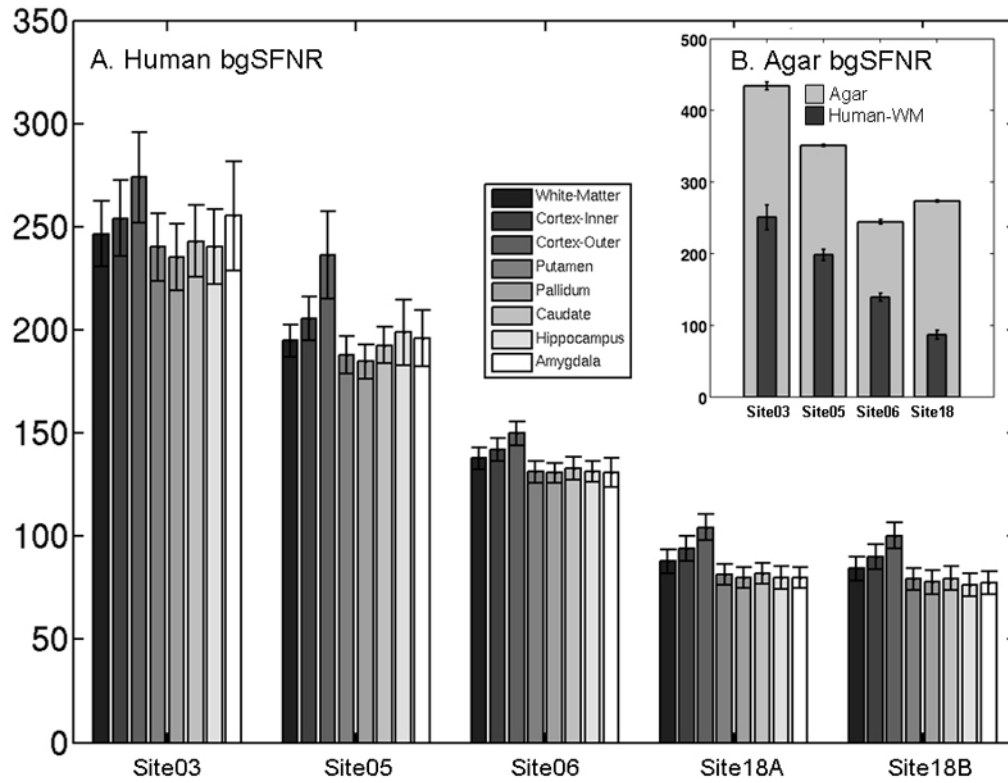 350
300
250
200
150
100
50
0
A. Human bgSFNR
White-Matter
Cortex-Inner
Cortex-Outer
Putamen
Pallidum
Caudate
Hippocampus
Amygdala
Site03
Site05
Site06
Site18A
Site18B
500
400
300
200
100
0
B. Agar bgSFNR
Agar
Human-WM
Site03
Site05
Site06
Site18